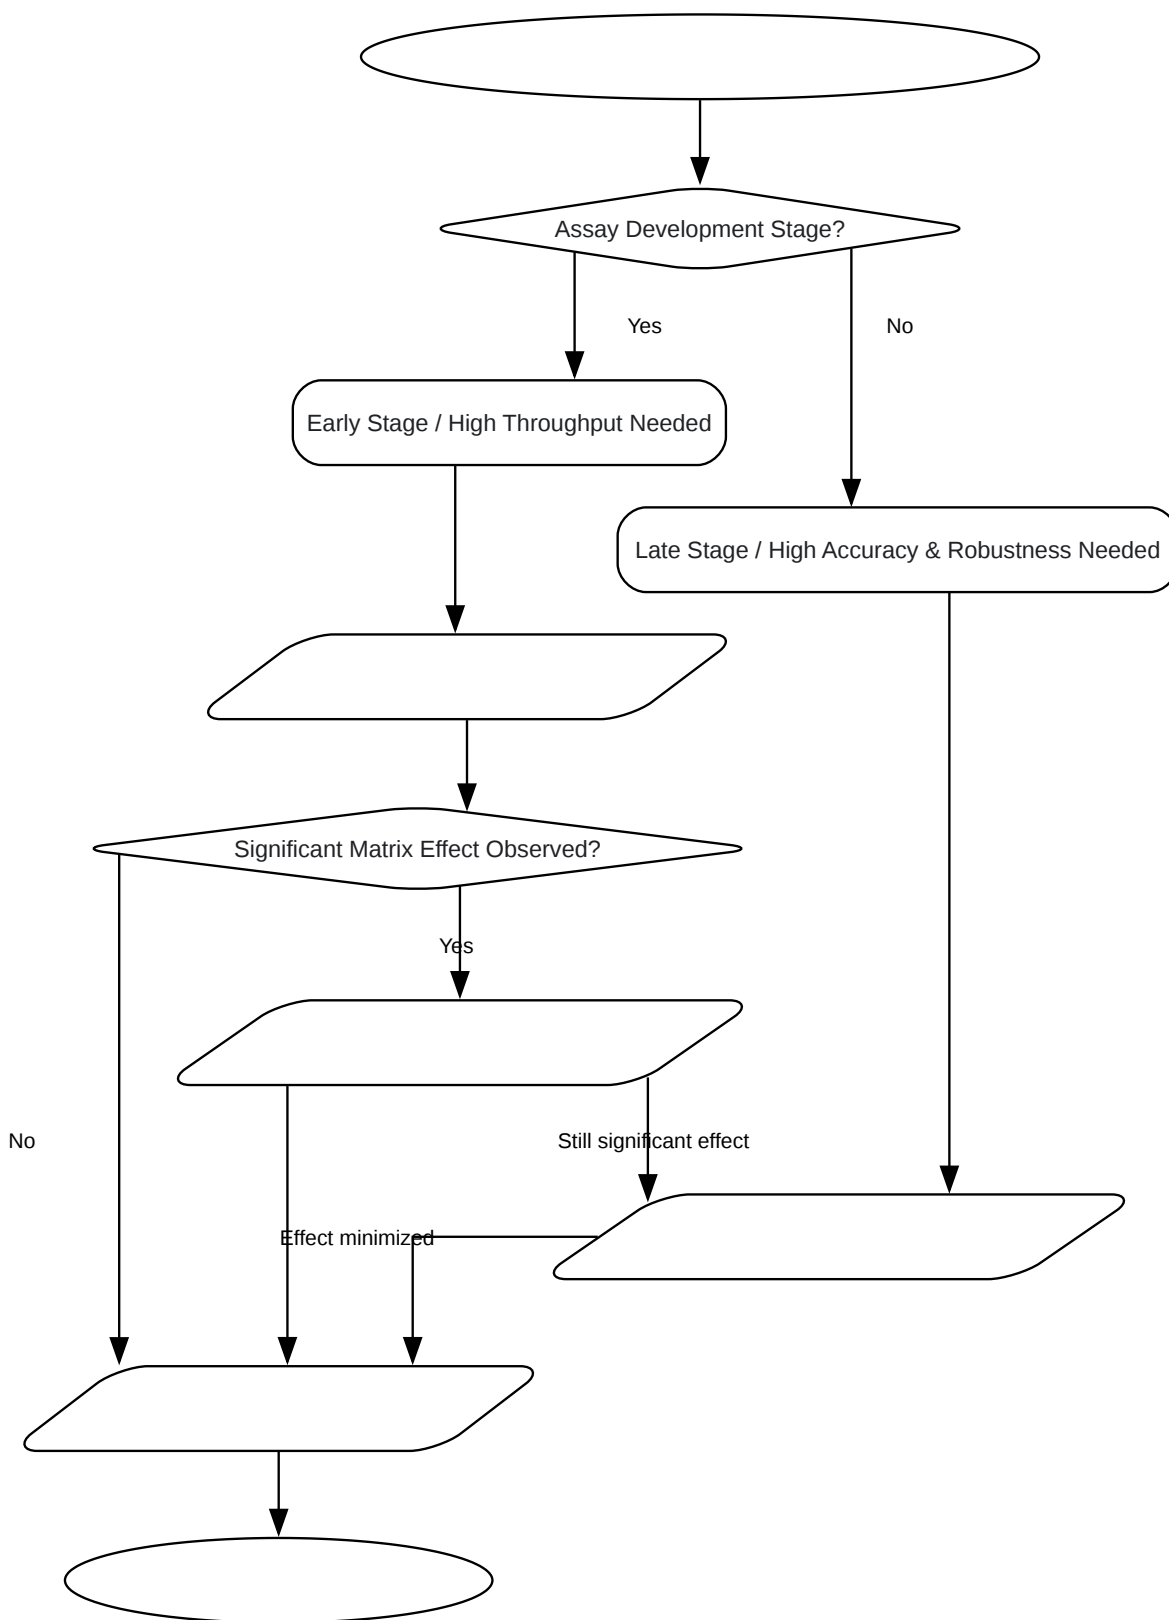 Assay Development Stage?
Yes
No
Early Stage / High Throughput Needed
Late Stage / High Accuracy & Robustness Needed
Significant Matrix Effect Observed?
Yes
No
Still significant effect
Effect minimized